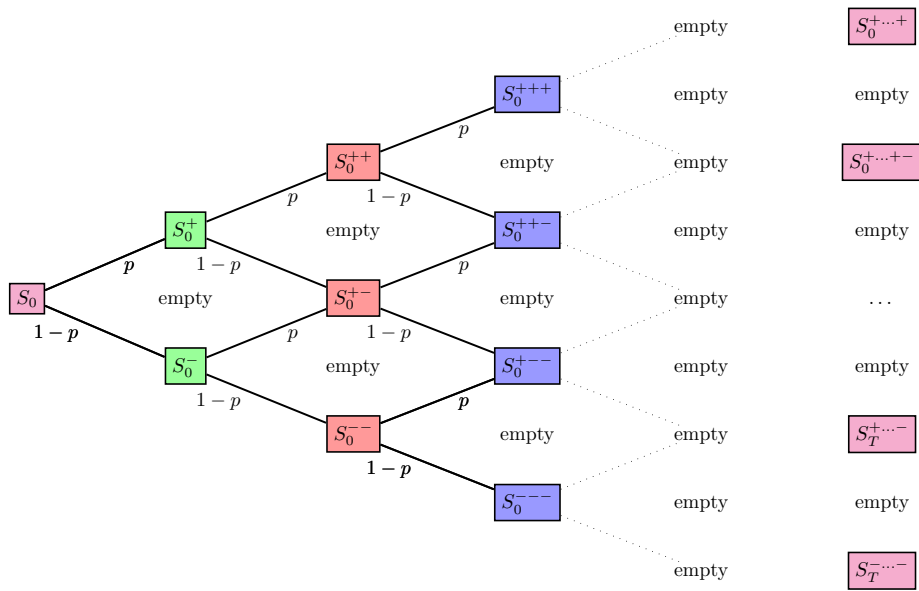 empty $S_0^{+\cdots+}$
$S_0^{+++}$ empty empty
p
$S_0^{++}$ empty empty $S_0^{+\cdots+-}$
p 1 − p
$S_0^{+}$ empty $S_0^{++-}$ empty empty
p 1 − p p
$S_0$ empty $S_0^{+-}$ empty empty ...
1 − p p 1 − p
$S_0^{-}$ empty $S_0^{+--}$ empty empty
1 − p p
$S_0^{--}$ empty empty $S_T^{+\cdots-}$
1 − p
$S_0^{---}$ empty empty
empty $S_T^{-\cdots-}$